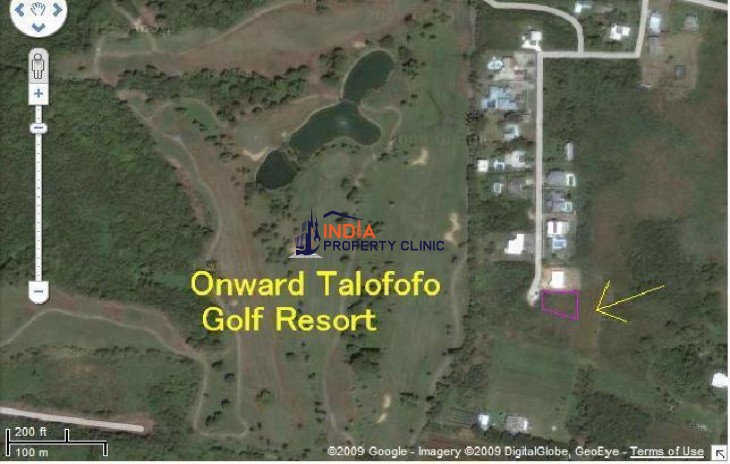 INDIA
PROPERTY CLINIC
Onward Talofofo
Golf Resort
200 ft
100 m
©2009 Google - Imagery ©2009 DigitalGlobe, GeoEye - Terms of Use